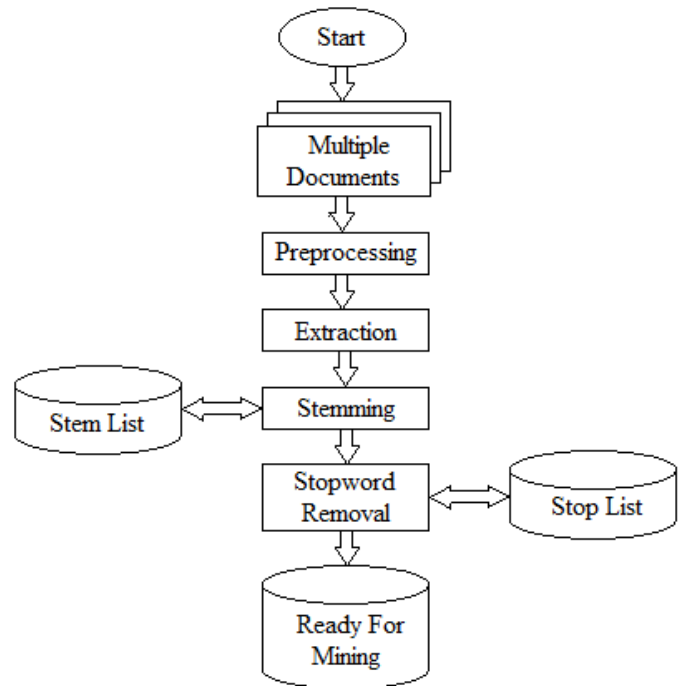 Start
Multiple
Documents
Preprocessing
Extraction
Stem List
Stemming
Stopword
Removal
Stop List
Ready For
Mining